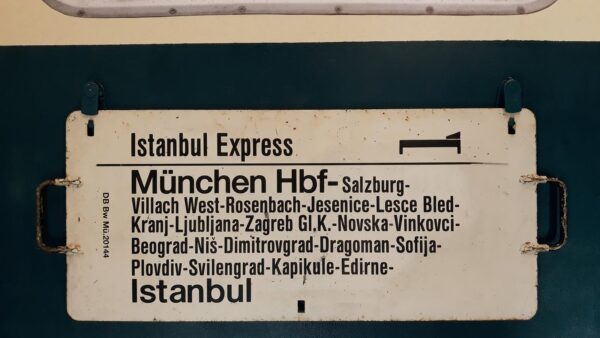 Istanbul Express
München Hbf-Salzburg-
Villach West-Rosenbach-Jesenice-Lesce Bled-
Kranj-Ljubljana-Zagreb Gl.K.-Novska-Vinkovci-
Beograd-Niš-Dimitrovgrad-Dragoman-Sofija-
Plovdiv-Svilengrad-Kapikule-Edirne-
Istanbul
DB Bw Mü.20144